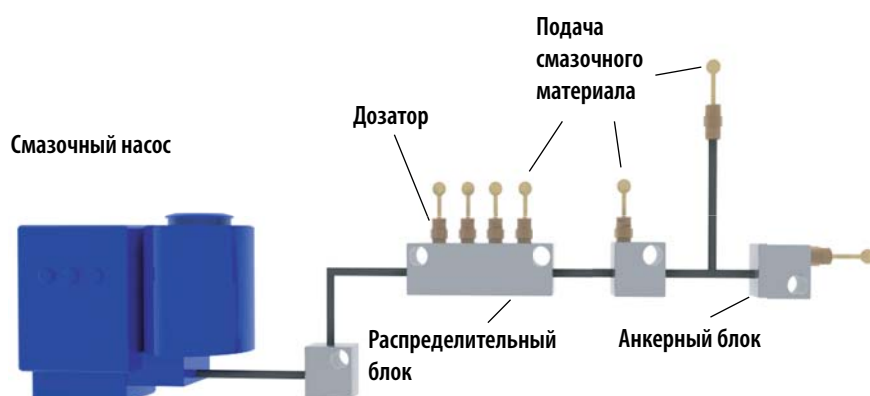 Подача
смазочного
материала
Дозатор
Смазочный насос
Распределительный
блок
Анкерный блок